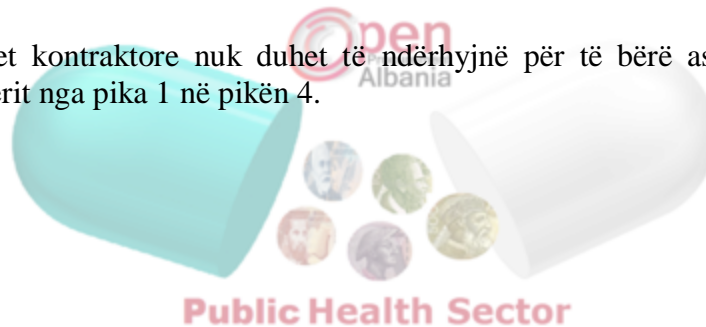 Open
Albania
et kontraktore nuk duhet të ndërhyjnë për të bërë as
erit nga pika 1 në pikën 4.
Public Health Sector